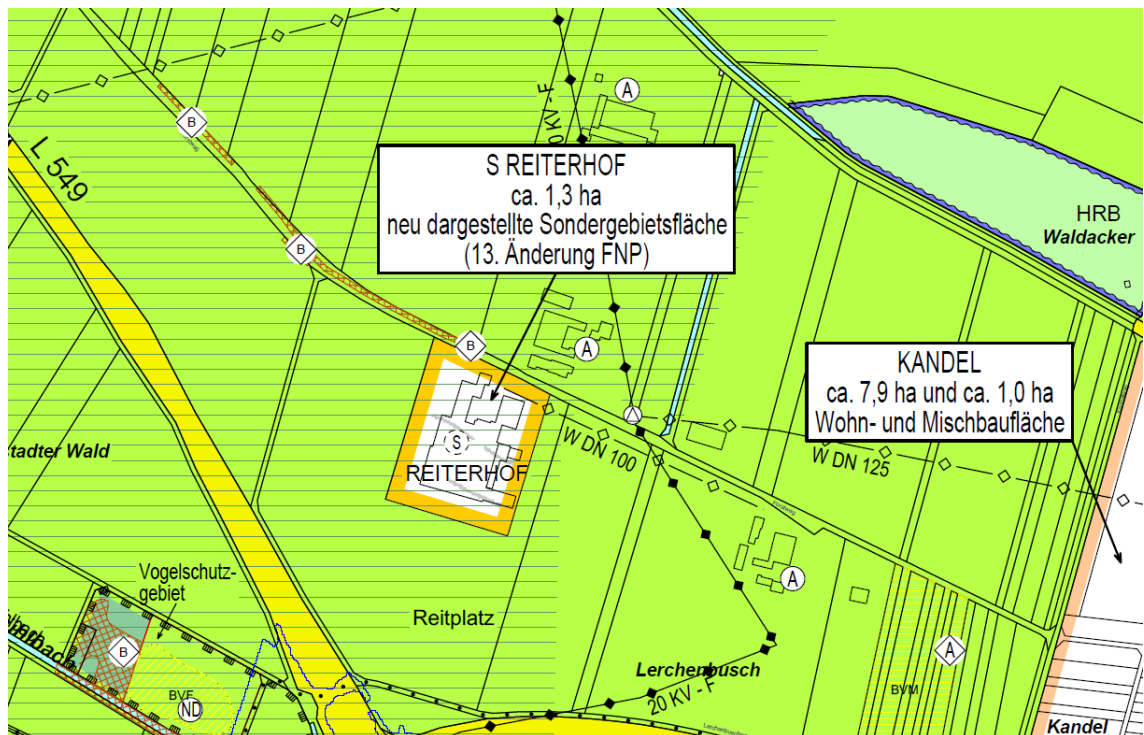 L 549
B
B
B
A
S REITERHOF
ca. 1,3 ha
neu dargestellte Sondergebietsfläche
(13. Änderung FNP)
HRB
Waldacker
KANDEL
ca. 7,9 ha und ca. 1,0 ha
Wohn- und Mischbaufläche
A
S
REITERHOF
W DN 100
W DN 125
tadter Wald
Vogelschutz-
gebiet
Reitplatz
A
B
BVF
ND
Lerchenbusch
20 KV - F
A
BVM
Kandel